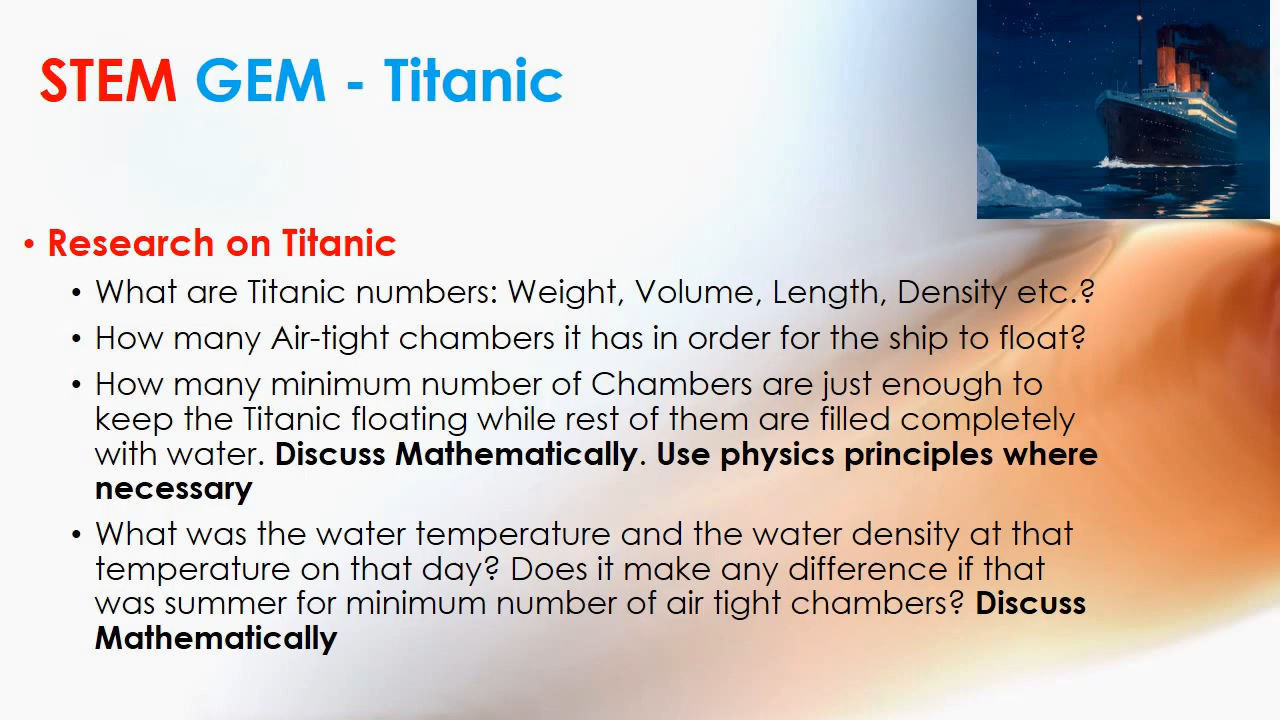 STEM GEM - Titanic
• Research on Titanic
• What are Titanic numbers: Weight, Volume, Length, Density etc.?
• How many Air-tight chambers it has in order for the ship to float?
• How many minimum number of Chambers are just enough to
keep the Titanic floating while rest of them are filled completely
with water. Discuss Mathematically. Use physics principles where
necessary
• What was the water temperature and the water density at that
temperature on that day? Does it make any difference if that
was summer for minimum number of air tight chambers? Discuss
Mathematically